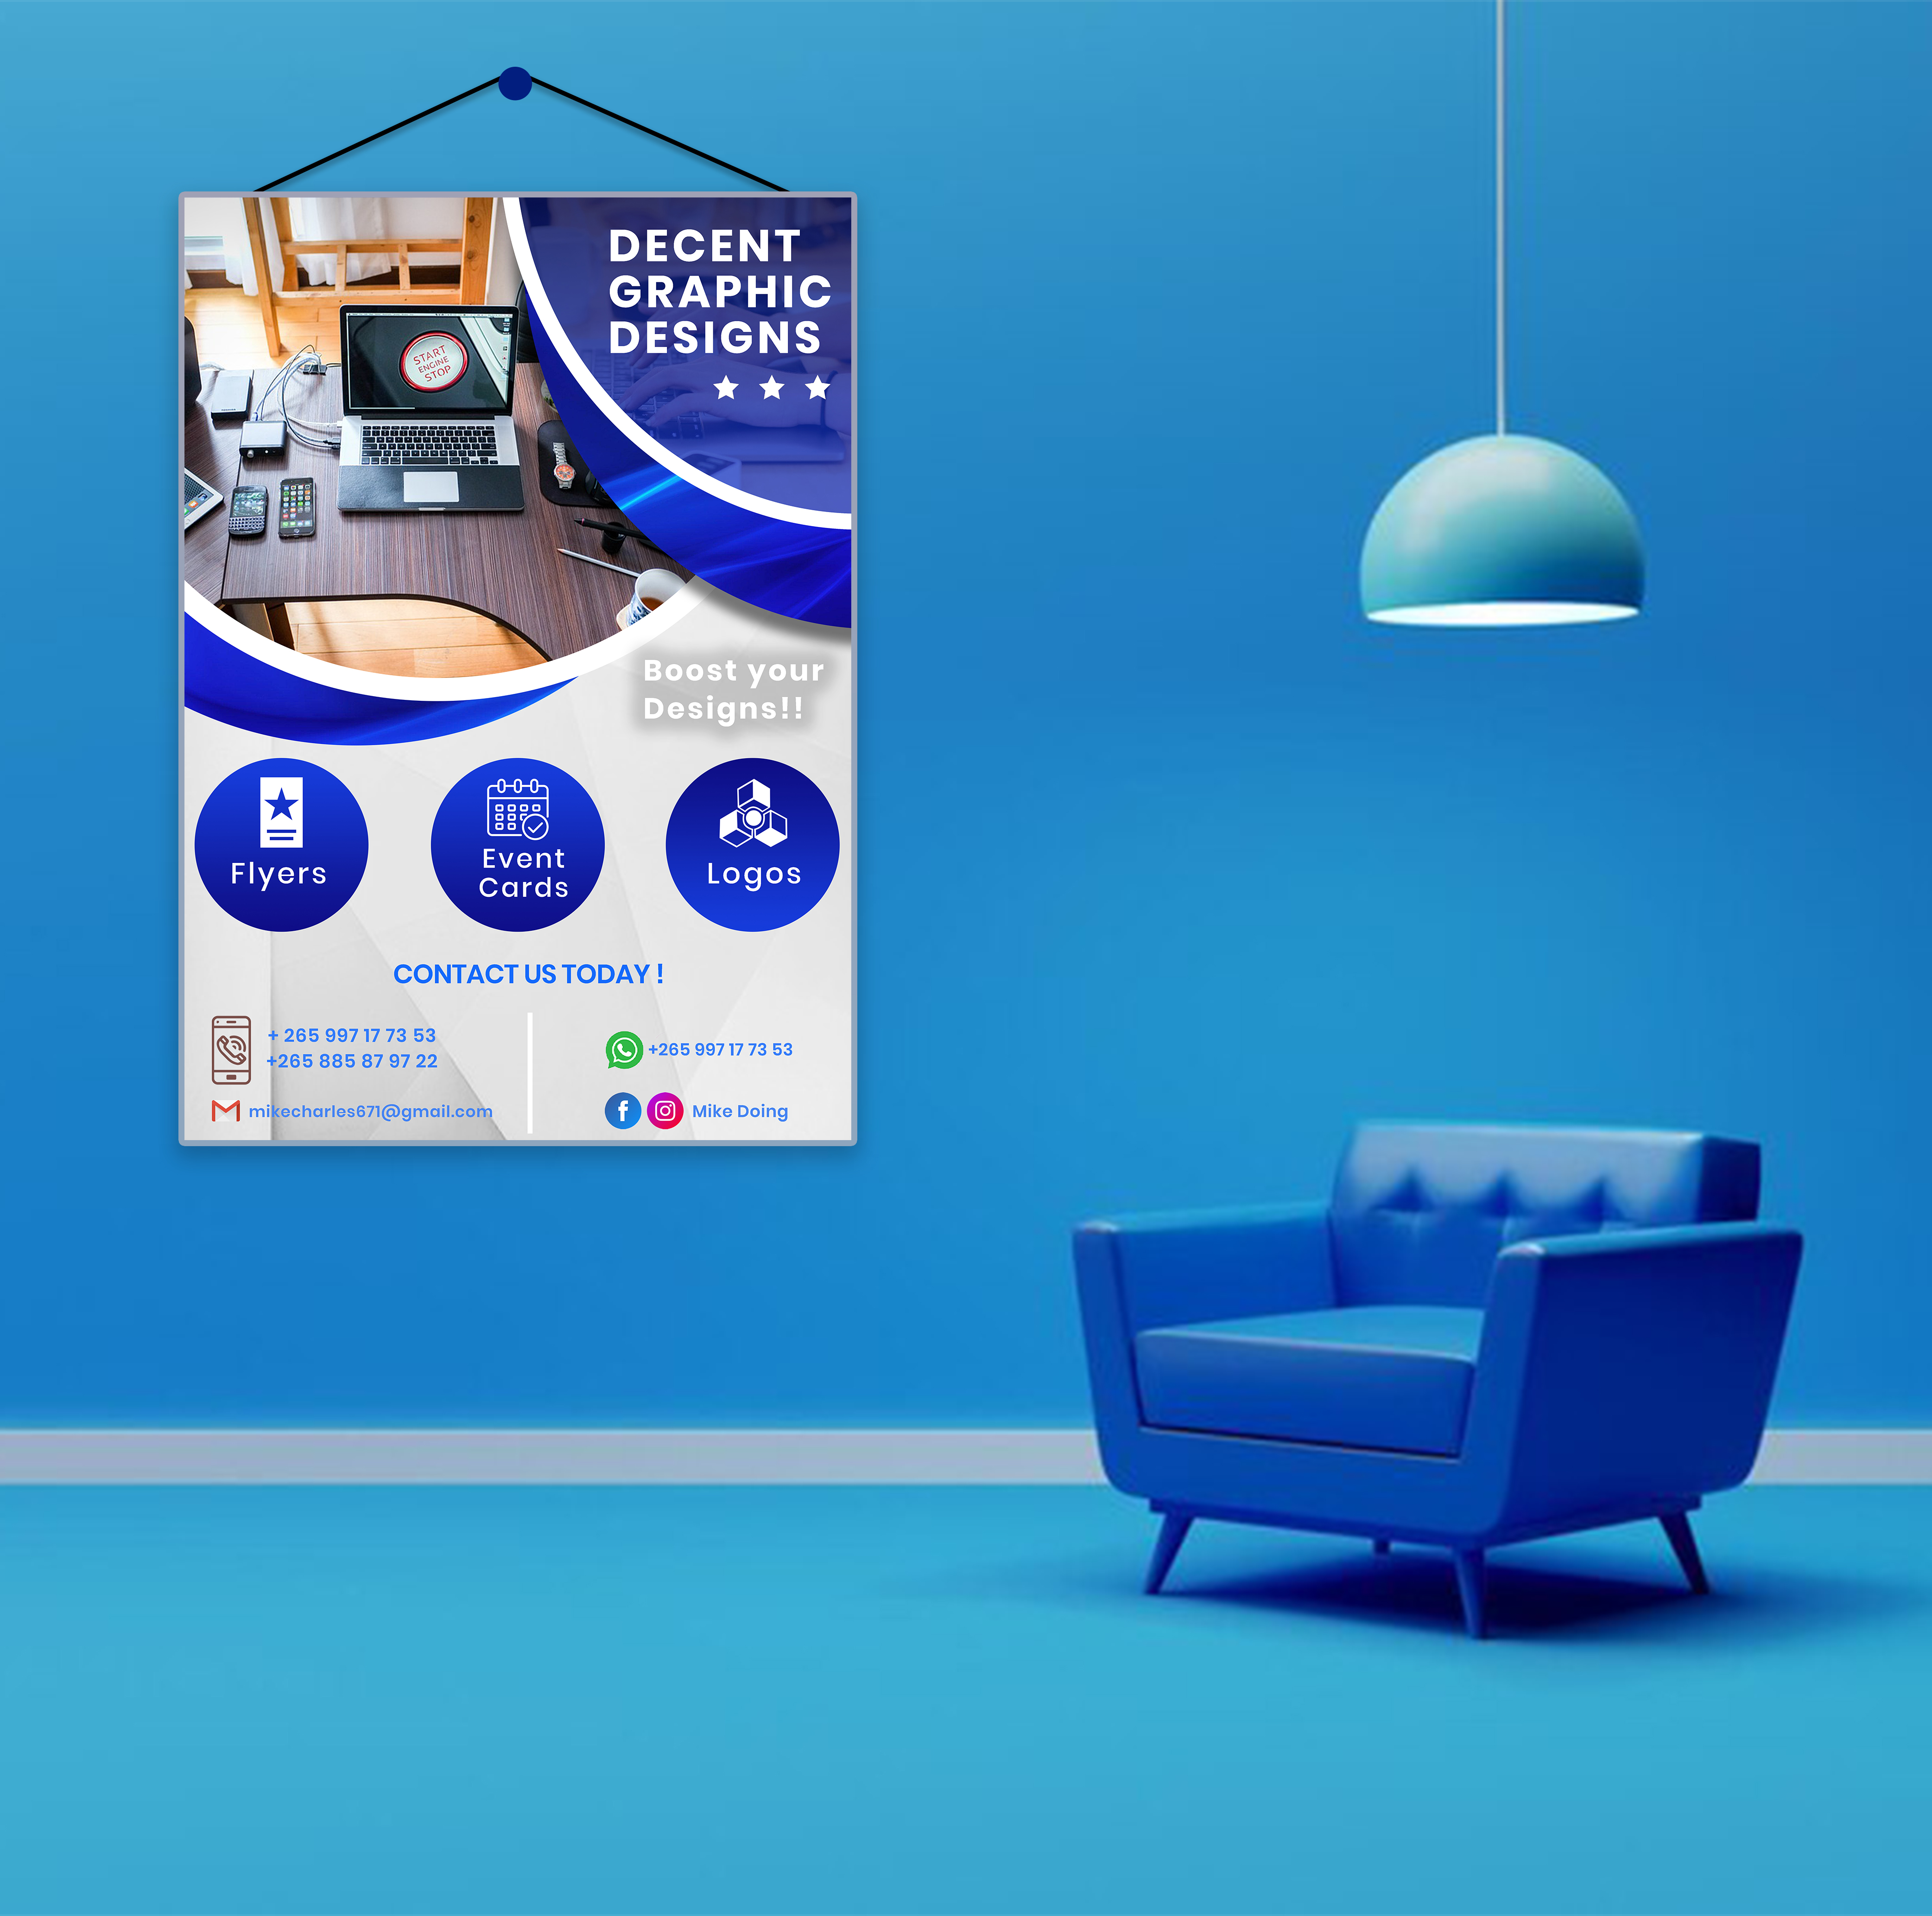 DECENT
GRAPHIC
DESIGNS
START
ENGINE
STOP
Boost your
Designs!!
Flyers
Event
Cards
Logos
CONTACT US TODAY !
+ 265 997 17 73 53
+265 885 87 97 22
+265 997 17 73 53
mikecharles671@gmail.com
Mike Doing